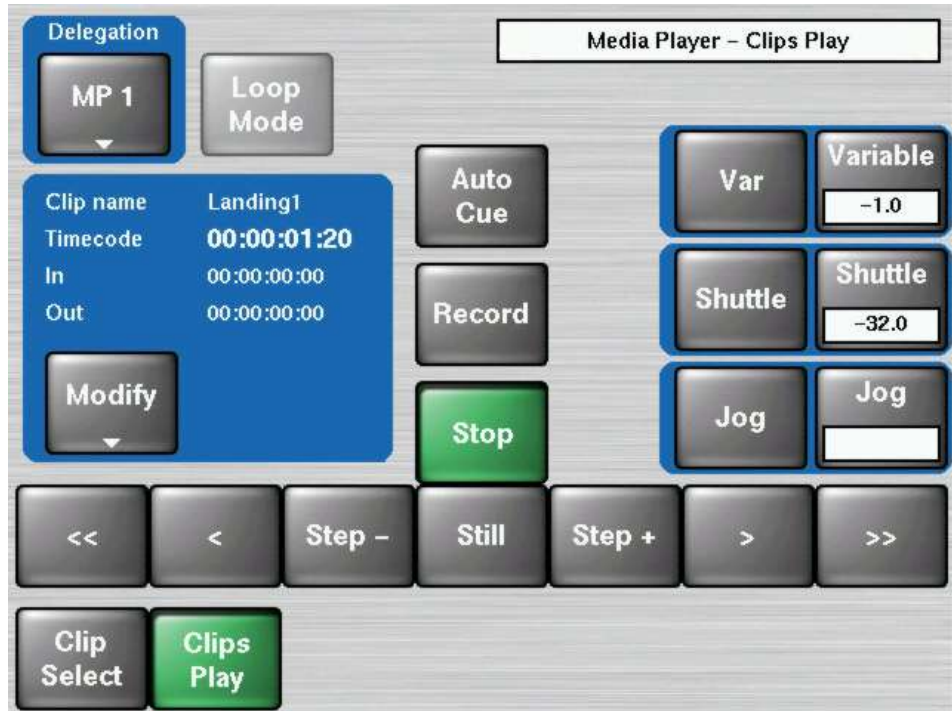 Delegation
Media Player – Clips Play
MP 1
Loop
Mode
Clip name Landing1
Timecode 00:00:01:20
In 00:00:00:00
Out 00:00:00:00
Modify
Auto
Cue
Record
Stop
Var
Variable
–1.0
Shuttle
Shuttle
–32.0
Jog
Jog
<< < Step – Still Step + > >>
Clip
Select
Clips
Play